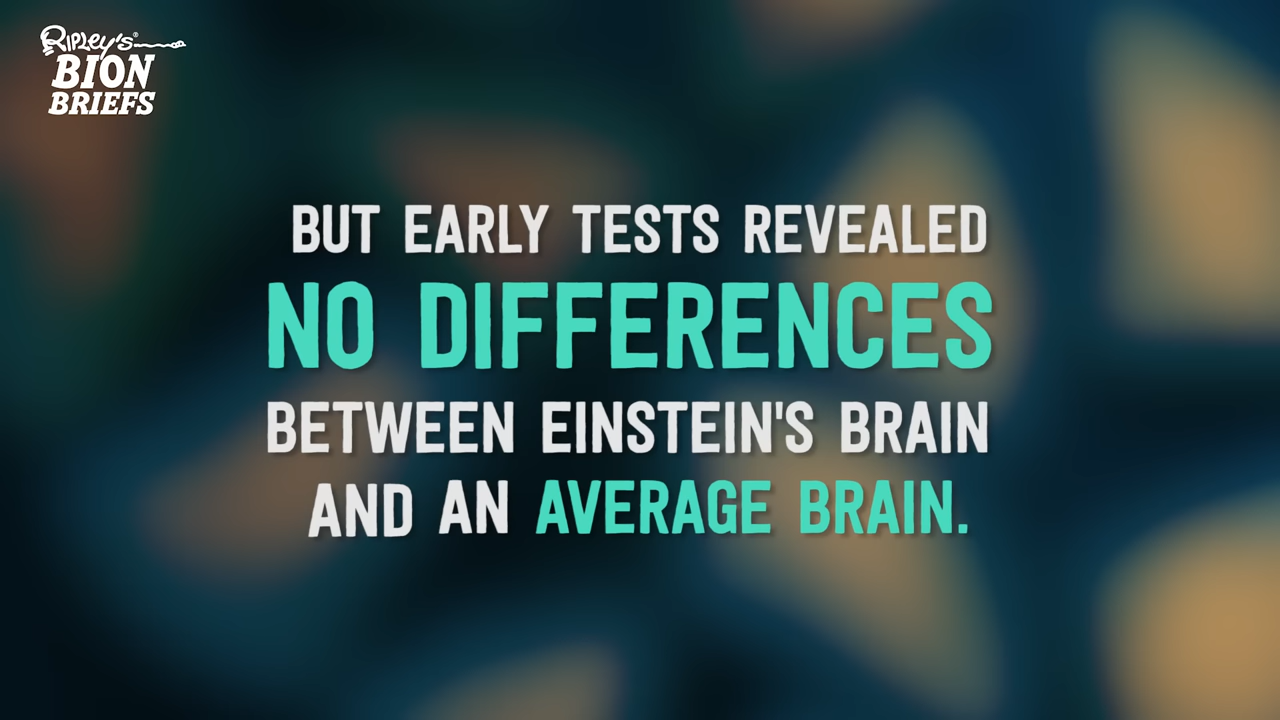 Ripley's®
BION
BRIEFS
BUT EARLY TESTS REVEALED
NO DIFFERENCES
BETWEEN EINSTEIN'S BRAIN
AND AN AVERAGE BRAIN.